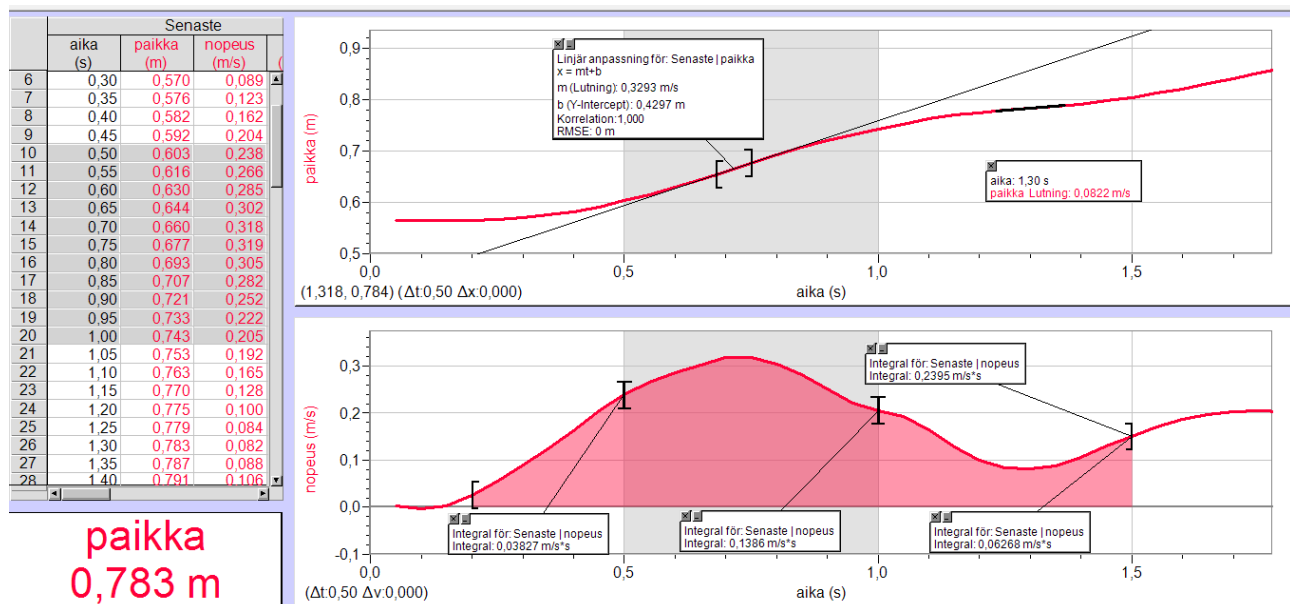 Senaste
aika paikka nopeus
(s) (m) (m/s) (
6 0,30 0,570 0,089
7 0,35 0,576 0,123
8 0,40 0,582 0,162
9 0,45 0,592 0,204
10 0,50 0,603 0,238
11 0,55 0,616 0,266
12 0,60 0,630 0,285
13 0,65 0,644 0,302
14 0,70 0,660 0,318
15 0,75 0,677 0,319
16 0,80 0,693 0,305
17 0,85 0,707 0,282
18 0,90 0,721 0,252
19 0,95 0,733 0,222
20 1,00 0,743 0,205
21 1,05 0,753 0,192
22 1,10 0,763 0,165
23 1,15 0,770 0,128
24 1,20 0,775 0,100
25 1,25 0,779 0,084
26 1,30 0,783 0,082
27 1,35 0,787 0,088
28 1,40 0,791 0,106
paikka
0,783 m
paikka (m)
0,9
0,8
0,7
0,6
0,5
Linjär anpassning för: Senaste | paikka
x = mt+b
m (Lutning): 0,3293 m/s
b (Y-Intercept): 0,4297 m
Korrelation:1,000
RMSE: 0 m
aika: 1,30 s
paikka Lutning: 0,0822 m/s
0,0 0,5 1,0 1,5
(1,318, 0,784) (Δt:0,50 Δx:0,000)
aika (s)
nopeus (m/s)
0,3
0,2
0,1
0,0
-0,1
Integral för: Senaste | nopeus
Integral: 0,2395 m/s*s
Integral för: Senaste | nopeus
Integral: 0,03827 m/s*s
Integral för: Senaste | nopeus
Integral: 0,1386 m/s*s
Integral för: Senaste | nopeus
Integral: 0,06268 m/s*s
0,0 0,5 1,0 1,5
(Δt:0,50 Δv:0,000)
aika (s)